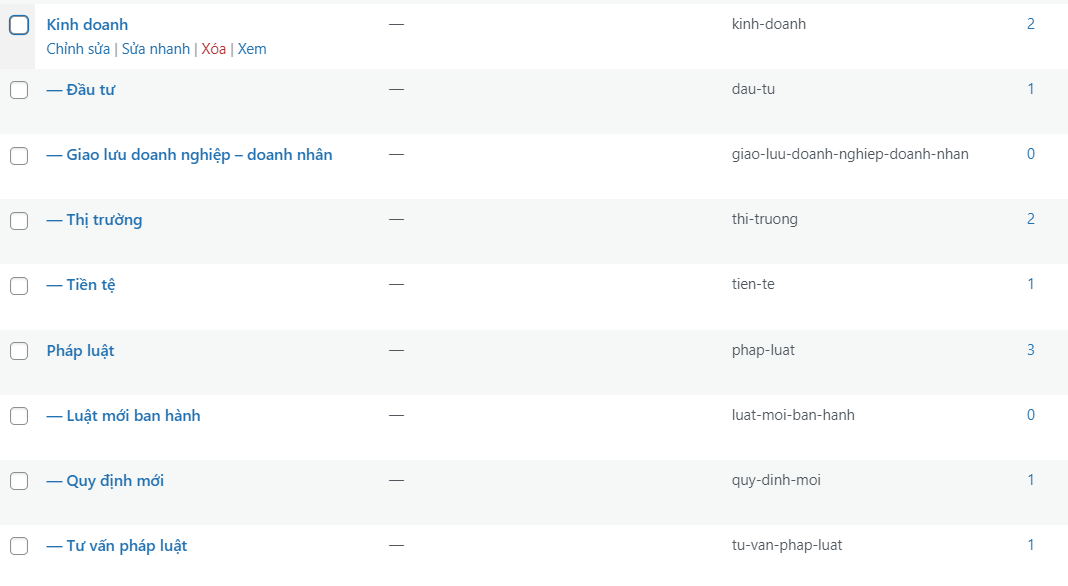 Kinh doanh — kinh-doanh 2
Chỉnh sửa | Sửa nhanh | Xóa | Xem
— Đầu tư — dau-tu 1
— Giao lưu doanh nghiệp – doanh nhân — giao-luu-doanh-nghiep-doanh-nhan 0
— Thị trường — thi-truong 2
— Tiền tệ — tien-te 1
Pháp luật — phap-luat 3
— Luật mới ban hành — luat-moi-ban-hanh 0
— Quy định mới — quy-dinh-moi 1
— Tư vấn pháp luật — tu-van-phap-luat 1